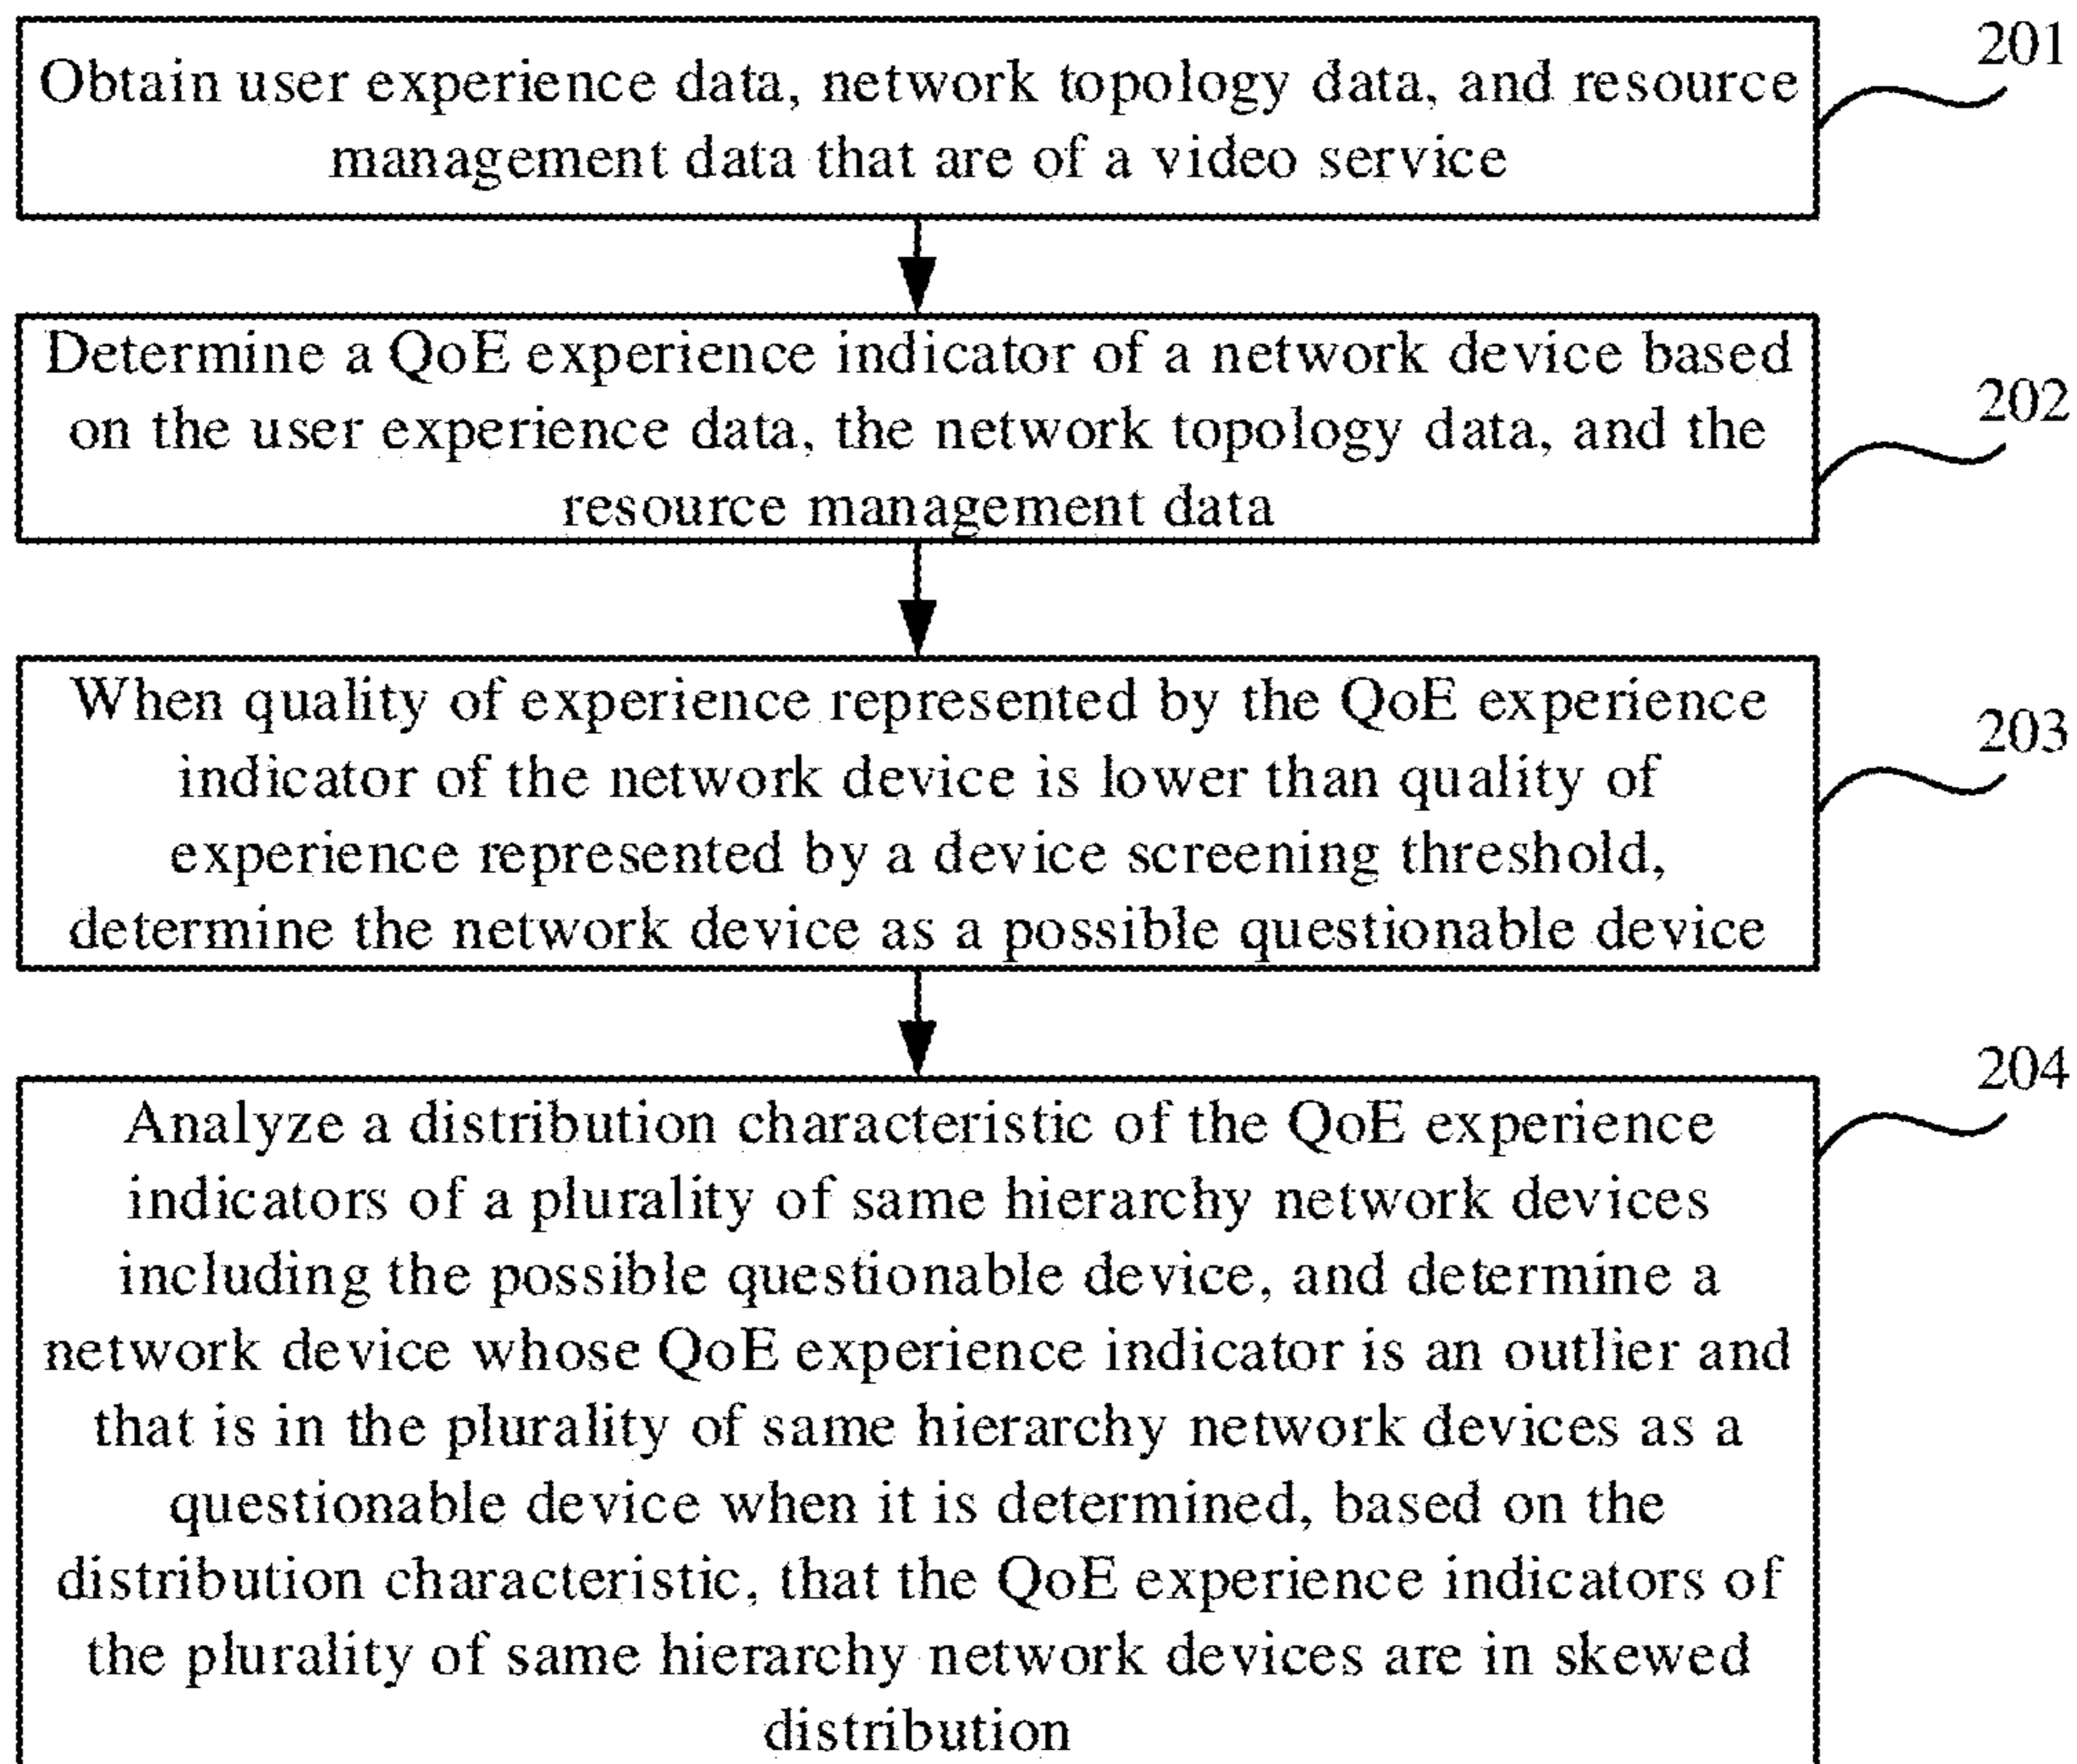 201
Obtain user experience data, network topology data, and resource
management data that are of a video service
Determine a QoE experience indicator of a network device based
on the user experience data, the network topology data, and the
resource management data
202
When quality of experience represented by the QoE experience
indicator of the network device is lower than quality of
experience represented by a device screening threshold,
determine the network device as a possible questionable device
203
204
Analyze a distribution characteristic of the QoE experience
indicators of a plurality of same hierarchy network devices
including the possible questionable device, and determine a
network device whose QoE experience indicator is an outlier and
that is in the plurality of same hierarchy network devices as a
questionable device when it is determined, based on the
distribution characteristic, that the QoE experience indicators of
the plurality of same hierarchy network devices are in skewed
distribution